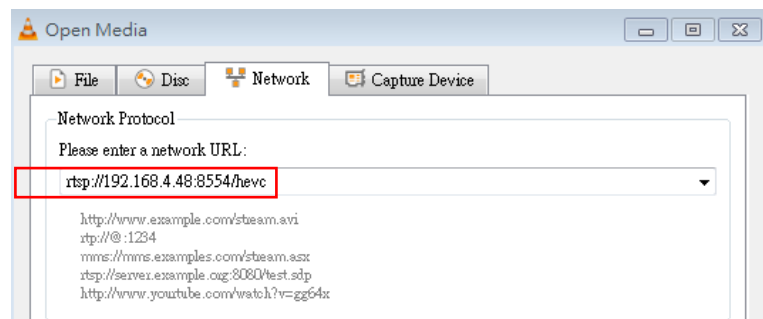 Open Media
File Disc Network Capture Device
Network Protocol
Please enter a network URL:
rtsp://192.168.4.48:8554/hevc
http://www.example.com/stream.avi
rtp://@:1234
mms://mms.examples.com/stream.asx
rtsp://server.example.org:8080/test.sdp
http://www.yourtube.com/watch?v=gg64x